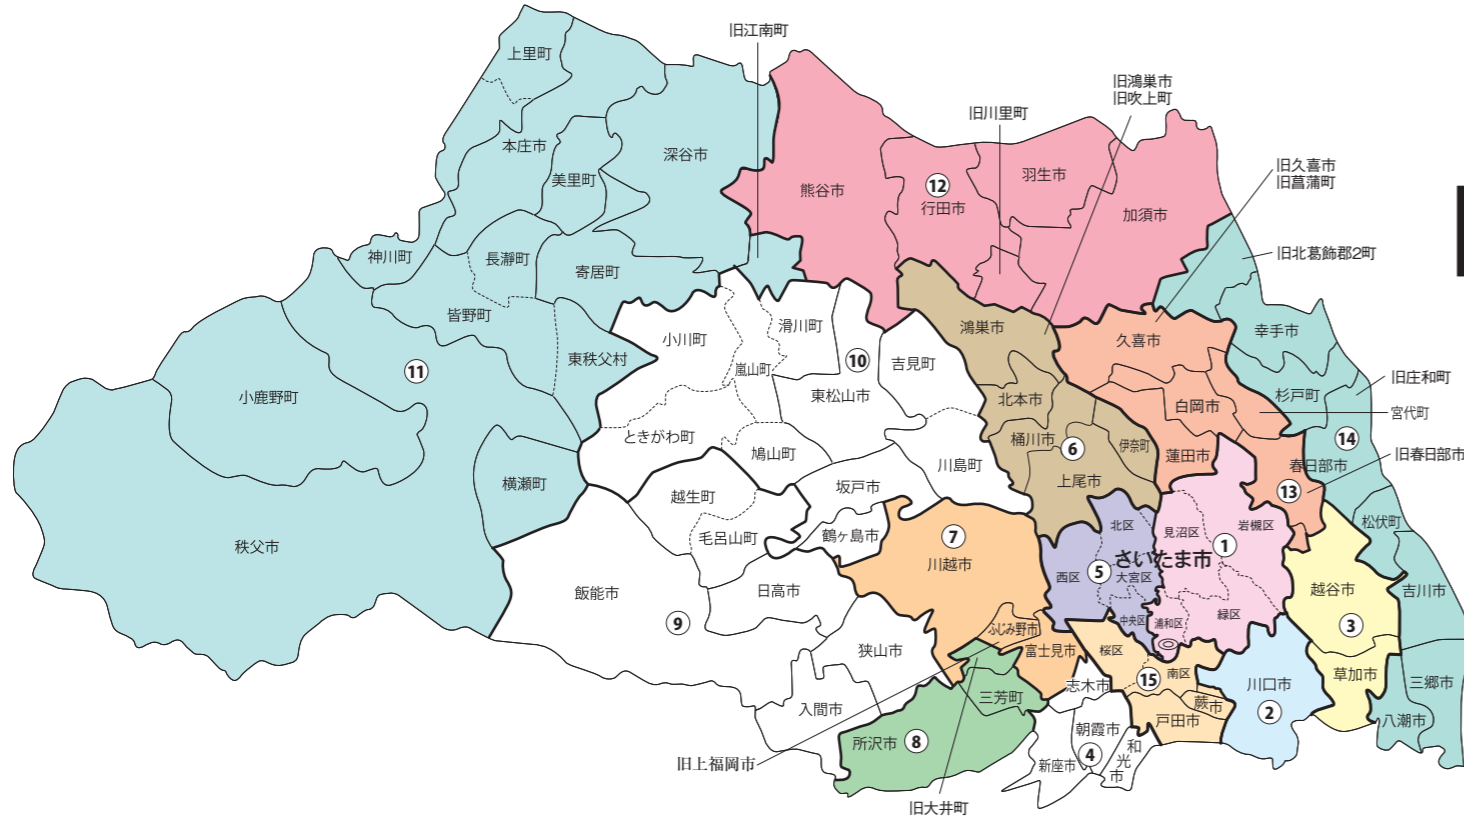 旧江南町
上里町
旧鴻巣市
旧吹上町
旧川里町
本庄市
深谷市
美里町
熊谷市
⑫
行田市
羽生市
加須市
旧久喜市
旧菖蒲町
旧北葛飾郡2町
神川町
長瀞町
寄居町
皆野町
東秩父村
小川町
滑川町
嵐山町
⑩
吉見町
東松山市
鴻巣市
久喜市
幸手市
⑪
小鹿野町
旧庄和町
杉戸町
宮代町
北本市
白岡市
⑭
ときがわ町
鳩山町
川島町
桶川市
⑥
伊奈町
上尾市
蓮田市
春日部市
旧春日部市
⑬
横瀬町
越生町
坂戸市
毛呂山町
鶴ヶ島市
⑦
川越市
北区
見沼区
岩槻区
①
さいたま市
松伏町
秩父市
飯能市
日高市
西区
⑤
大宮区
越谷市
吉川市
⑨
中央区
浦和区
緑区
③
狭山市
ふじみ野市
富士見市
桜区
南区
⑮
志木市
三芳町
入間市
川口市
②
草加市
三郷市
蕨市
戸田市
八潮市
所沢市
⑧
朝霞市
④
新座市
和光市
旧上福岡市
旧大井町